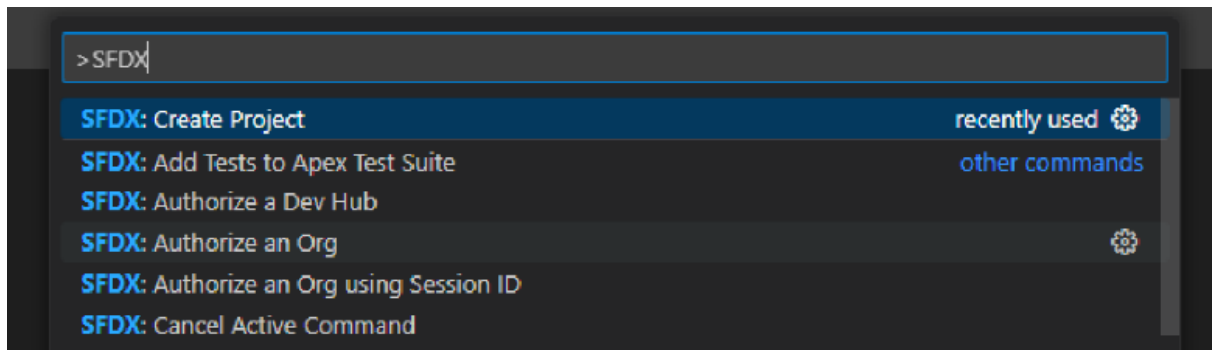 >SFDX
SFDX: Create Project recently used
SFDX: Add Tests to Apex Test Suite other commands
SFDX: Authorize a Dev Hub
SFDX: Authorize an Org
SFDX: Authorize an Org using Session ID
SFDX: Cancel Active Command